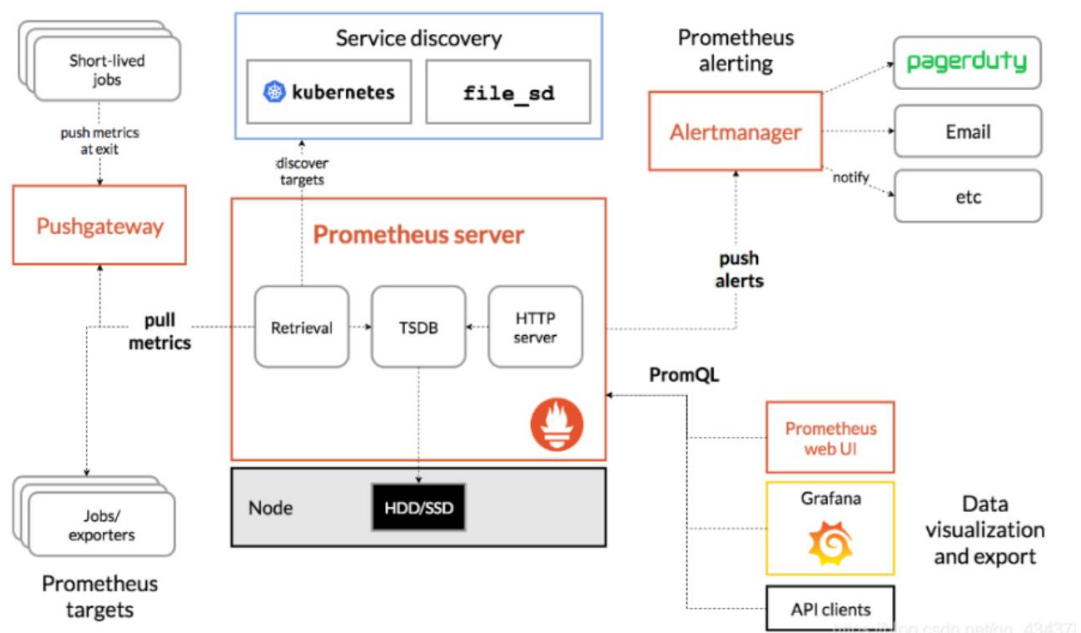 Short-lived
jobs
push metrics
at exit
Pushgateway
Service discovery
kubernetes
file_sd
discover
targets
Prometheus
alerting
Alertmanager
pagerduty
Email
notify
etc
Prometheus server
Retrieval
TSDB
HTTP
server
pull
metrics
push
alerts
PromQL
Node
HDD/SSD
Jobs/
exporters
Prometheus
targets
Prometheus
web UI
Grafana
API clients
Data
visualization
and export